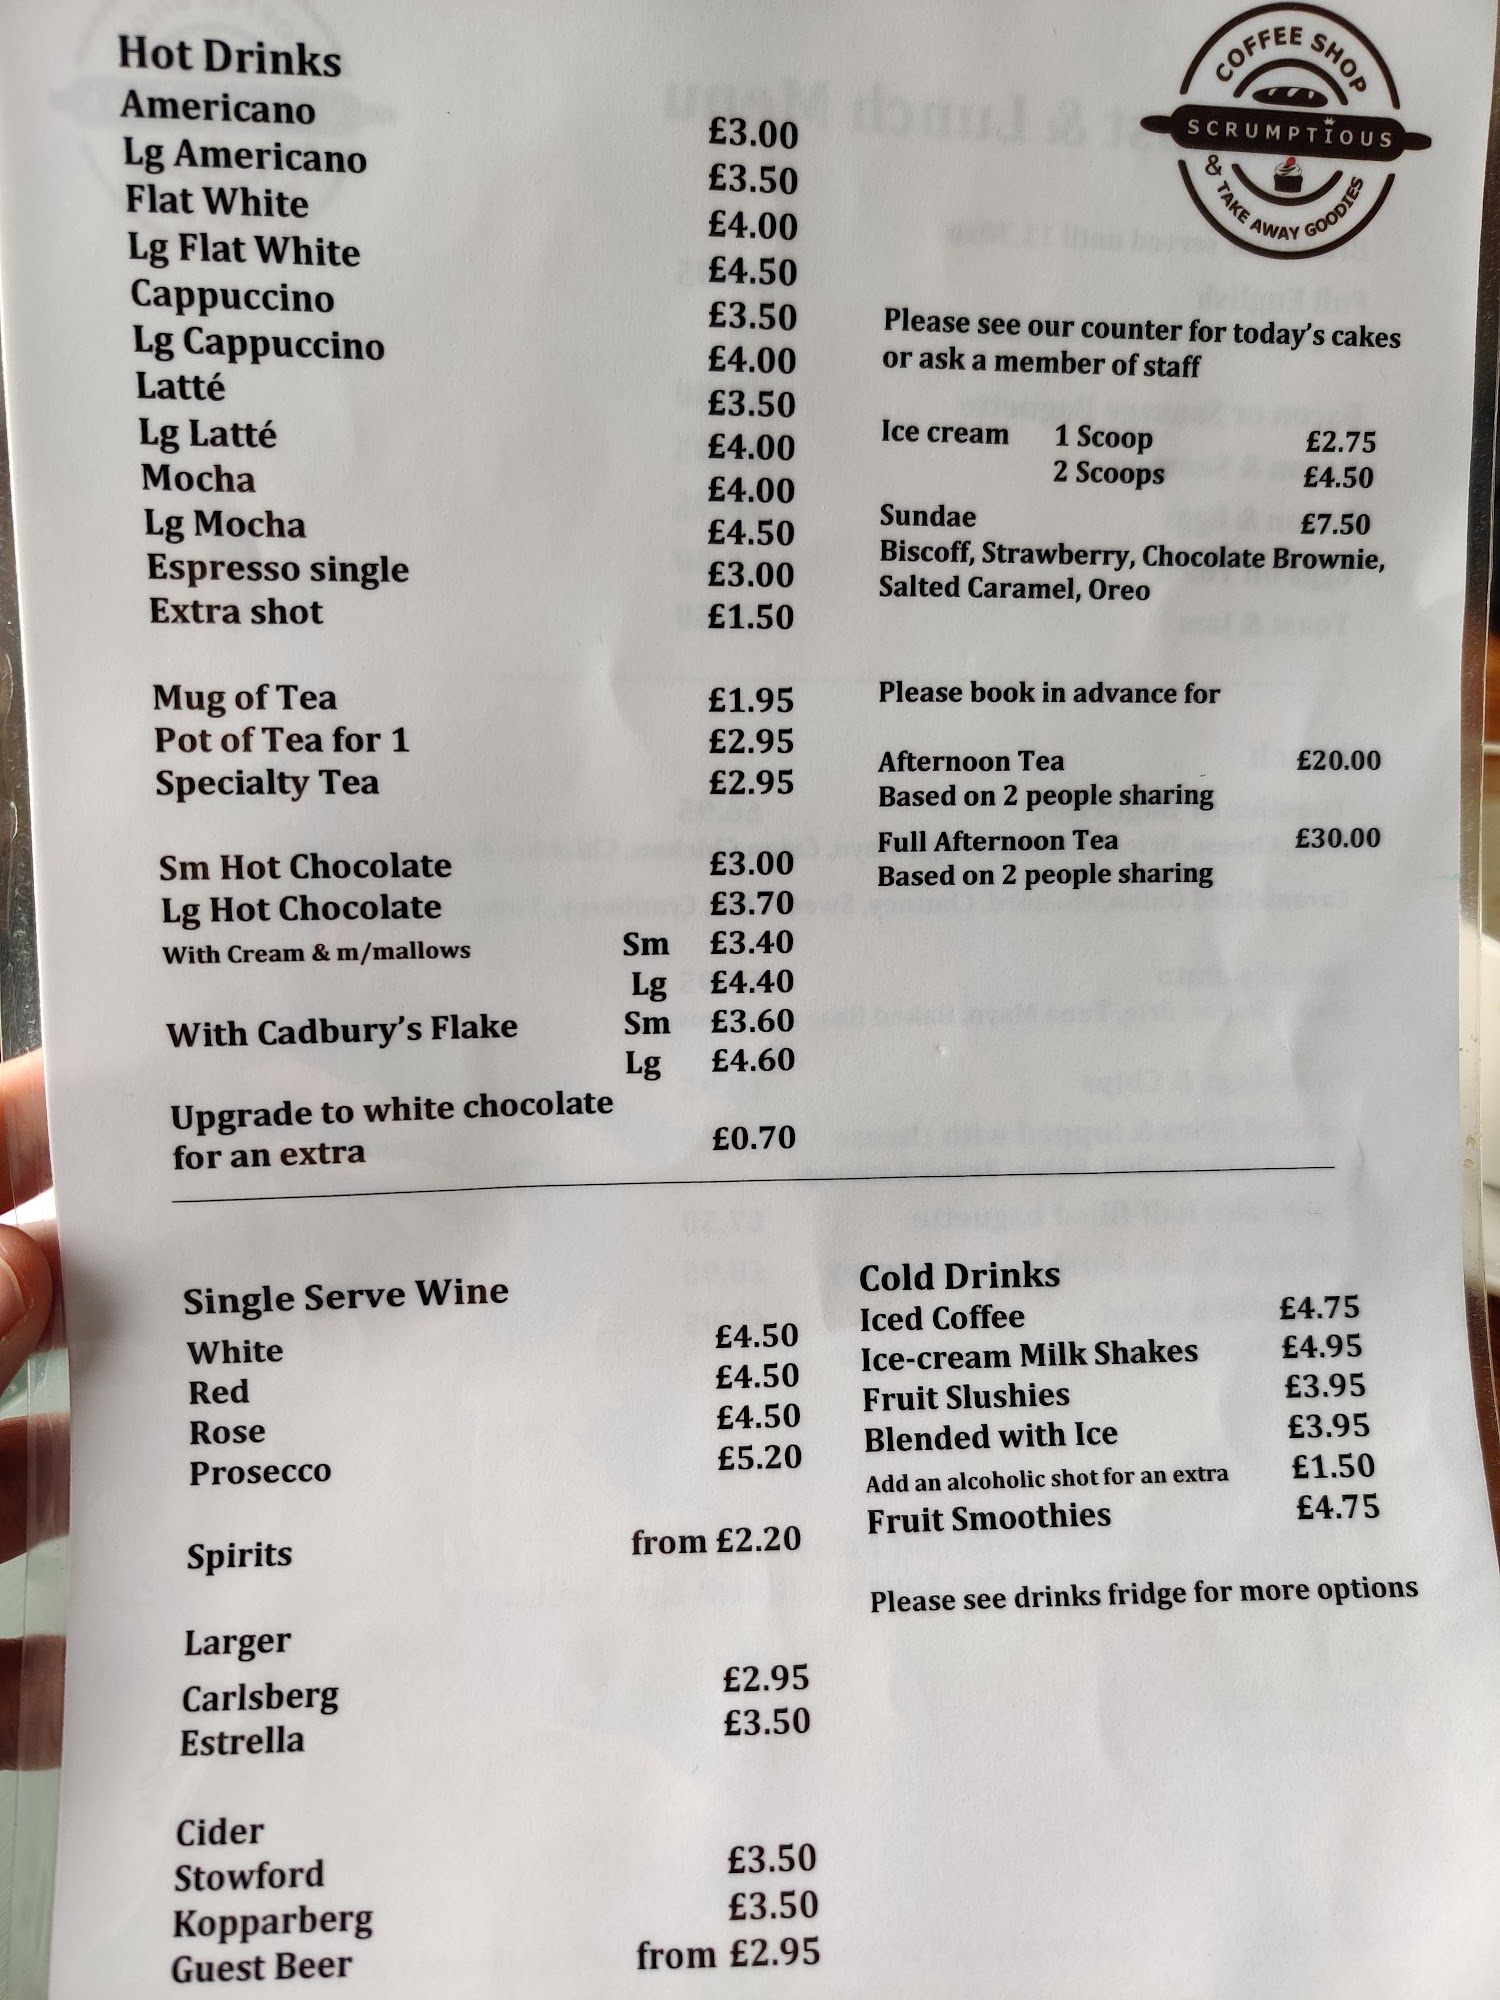 COFFEE SHOP
SCRUMPTIOUS
& TAKE AWAY GOODIES
Hot Drinks
Americano £3.00
Lg Americano £3.50
Flat White £4.00
Lg Flat White £4.50
Cappuccino £3.50
Lg Cappuccino £4.00
Latté £3.50
Lg Latté £4.00
Mocha £4.00
Lg Mocha £4.50
Espresso single £3.00
Extra shot £1.50
Mug of Tea £1.95
Pot of Tea for 1 £2.95
Specialty Tea £2.95
Sm Hot Chocolate £3.00
Lg Hot Chocolate £3.70
With Cream & m/mallows Sm £3.40
Lg £4.40
With Cadbury's Flake Sm £3.60
Lg £4.60
Upgrade to white chocolate
for an extra £0.70
Please see our counter for today's cakes
or ask a member of staff
Ice cream 1 Scoop £2.75
2 Scoops £4.50
Sundae £7.50
Biscoff, Strawberry, Chocolate Brownie,
Salted Caramel, Oreo
Please book in advance for
Afternoon Tea £20.00
Based on 2 people sharing
Full Afternoon Tea £30.00
Based on 2 people sharing
Single Serve Wine
White £4.50
Red £4.50
Rose £4.50
Prosecco £5.20
Spirits from £2.20
Larger
Carlsberg £2.95
Estrella £3.50
Cider
Stowford £3.50
Kopparberg £3.50
Guest Beer from £2.95
Cold Drinks
Iced Coffee £4.75
Ice-cream Milk Shakes £4.95
Fruit Slushies £3.95
Blended with Ice £3.95
Add an alcoholic shot for an extra £1.50
Fruit Smoothies £4.75
Please see drinks fridge for more options